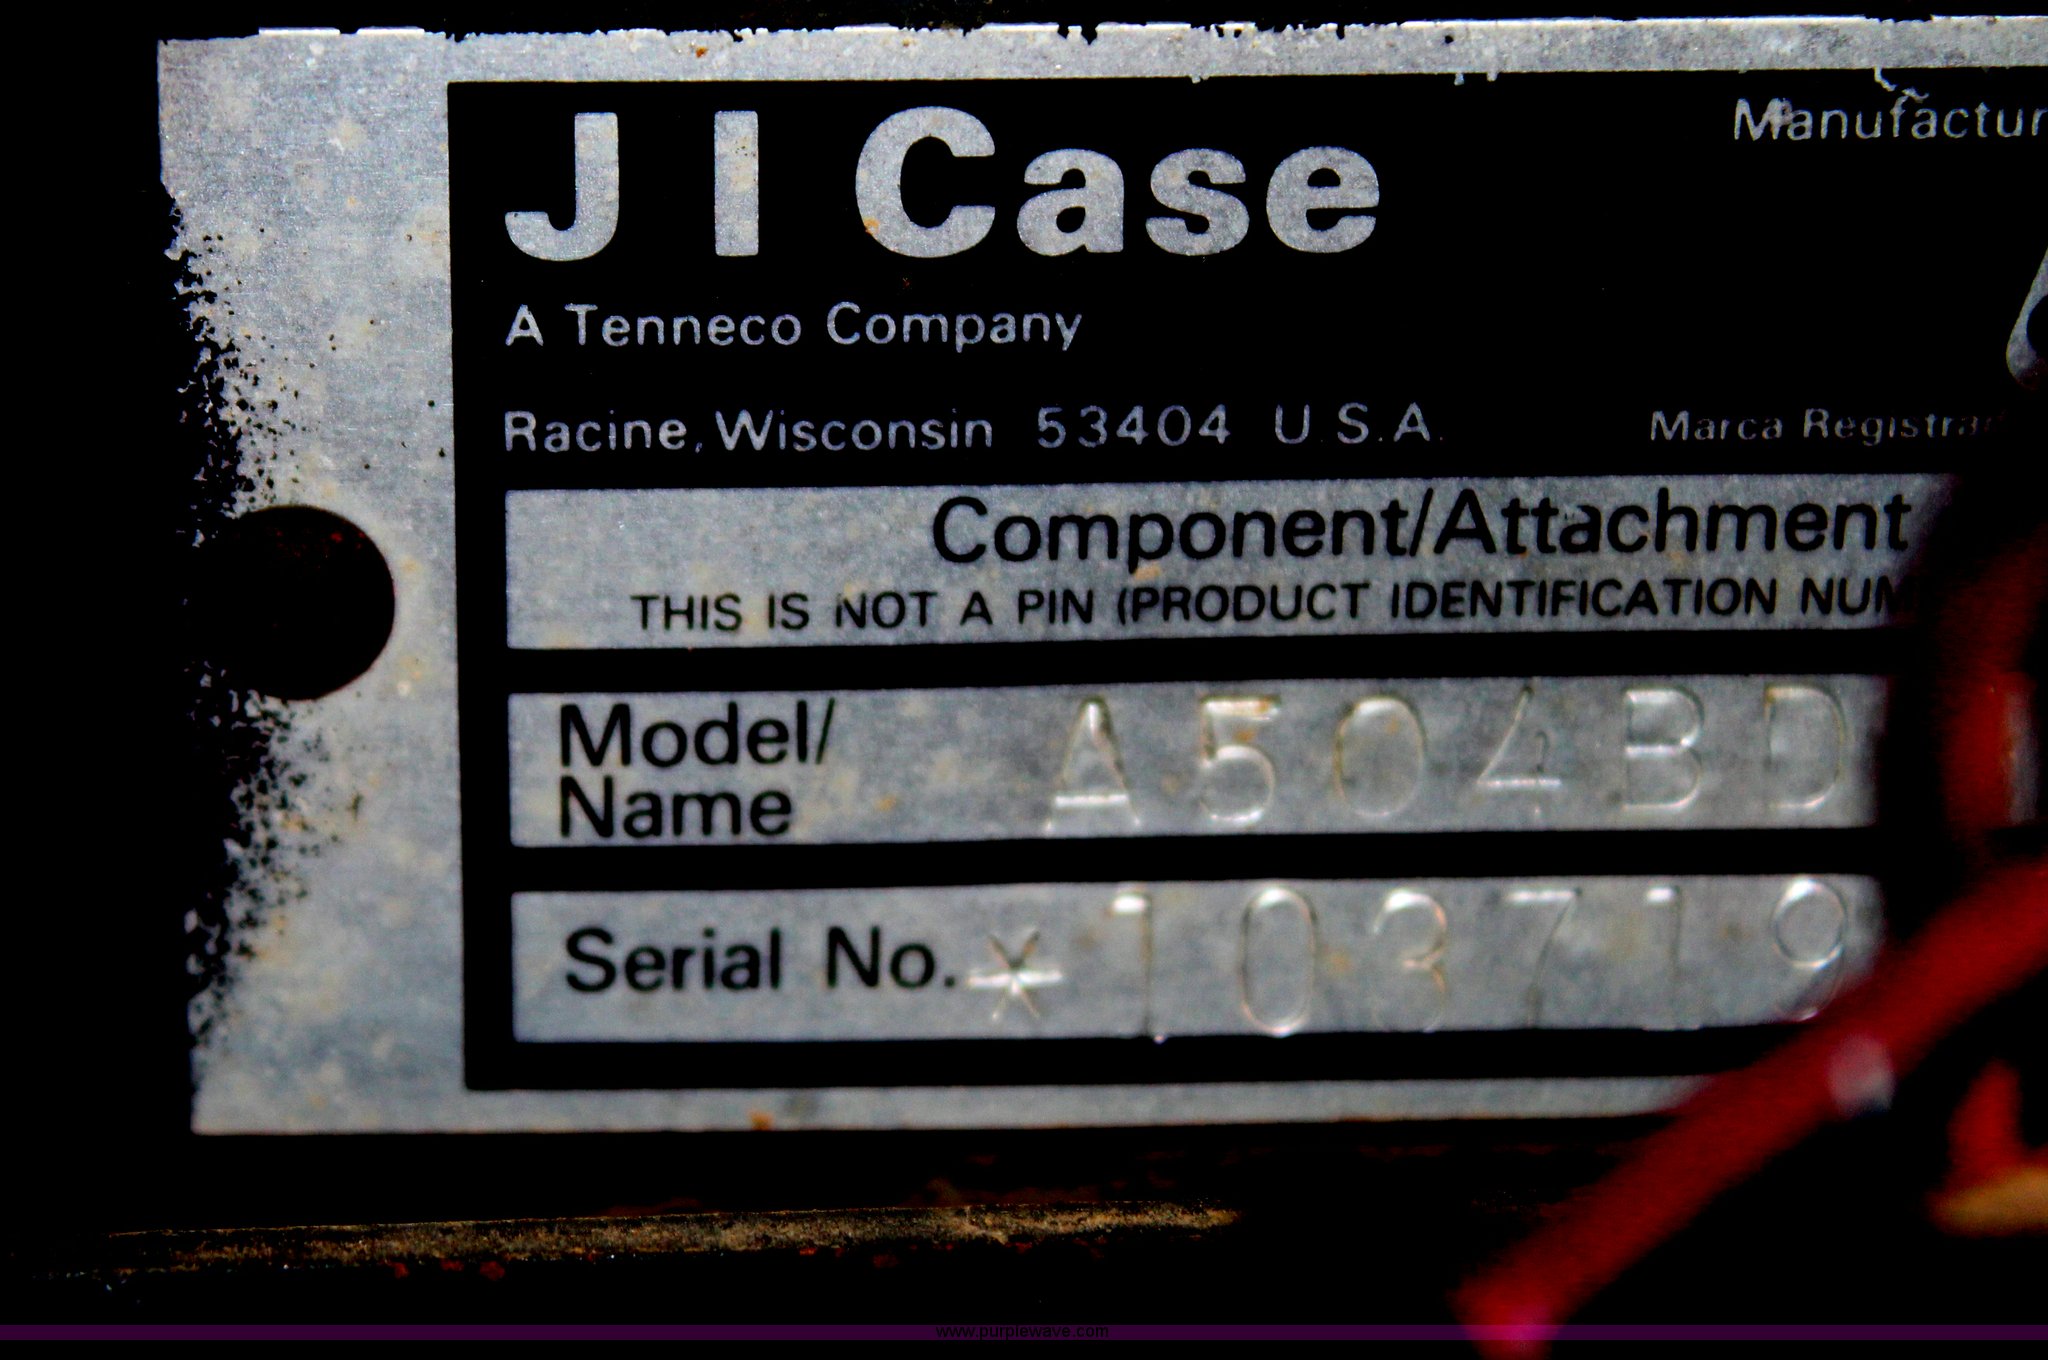 J I Case
Manufactur
A Tenneco Company
Racine, Wisconsin 53404 U.S.A.
Marca Registra
Component/Attachment
THIS IS NOT A PIN (PRODUCT IDENTIFICATION NUM
Model/
Name
A504BD
Serial No. *103719
www.purplewave.com